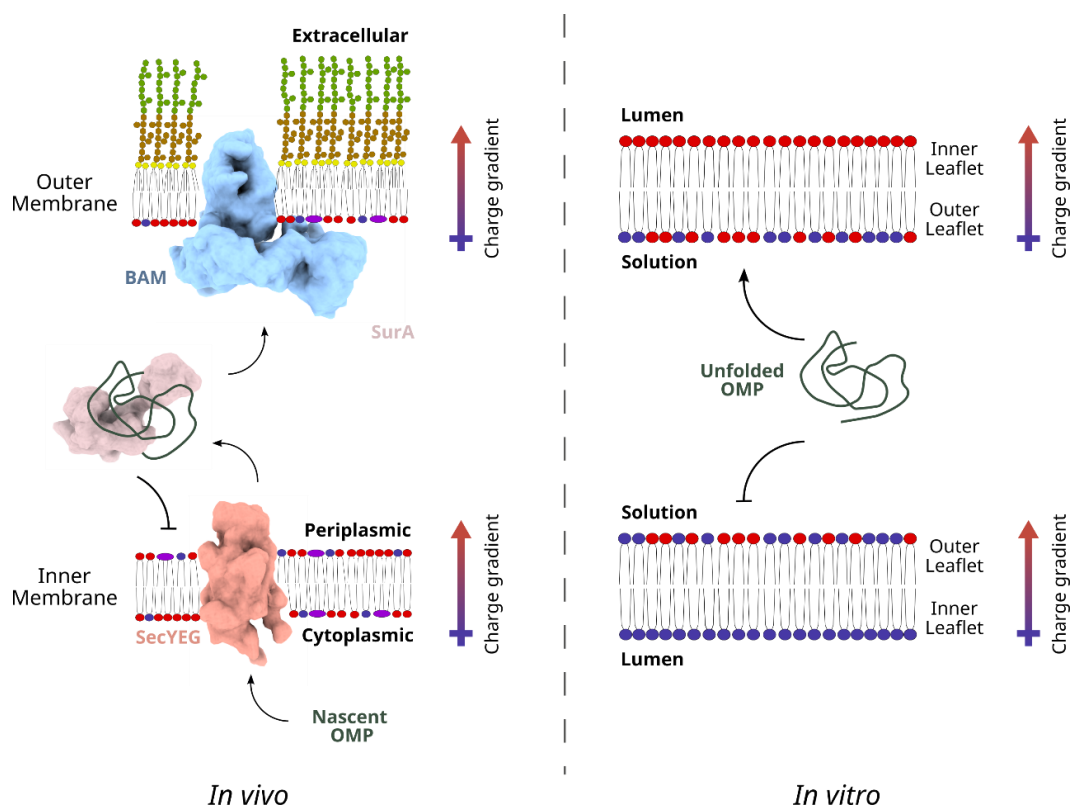 Extracellular
Outer
Membrane
BAM
SurA
Charge gradient
Periplasmic
Inner
Membrane
SecYEG
Cytoplasmic
Charge gradient
Nascent
OMP
In vivo
Lumen
Inner
Leaflet
Outer
Leaflet
Solution
Charge gradient
Unfolded
OMP
Solution
Outer
Leaflet
Inner
Leaflet
Lumen
Charge gradient
In vitro